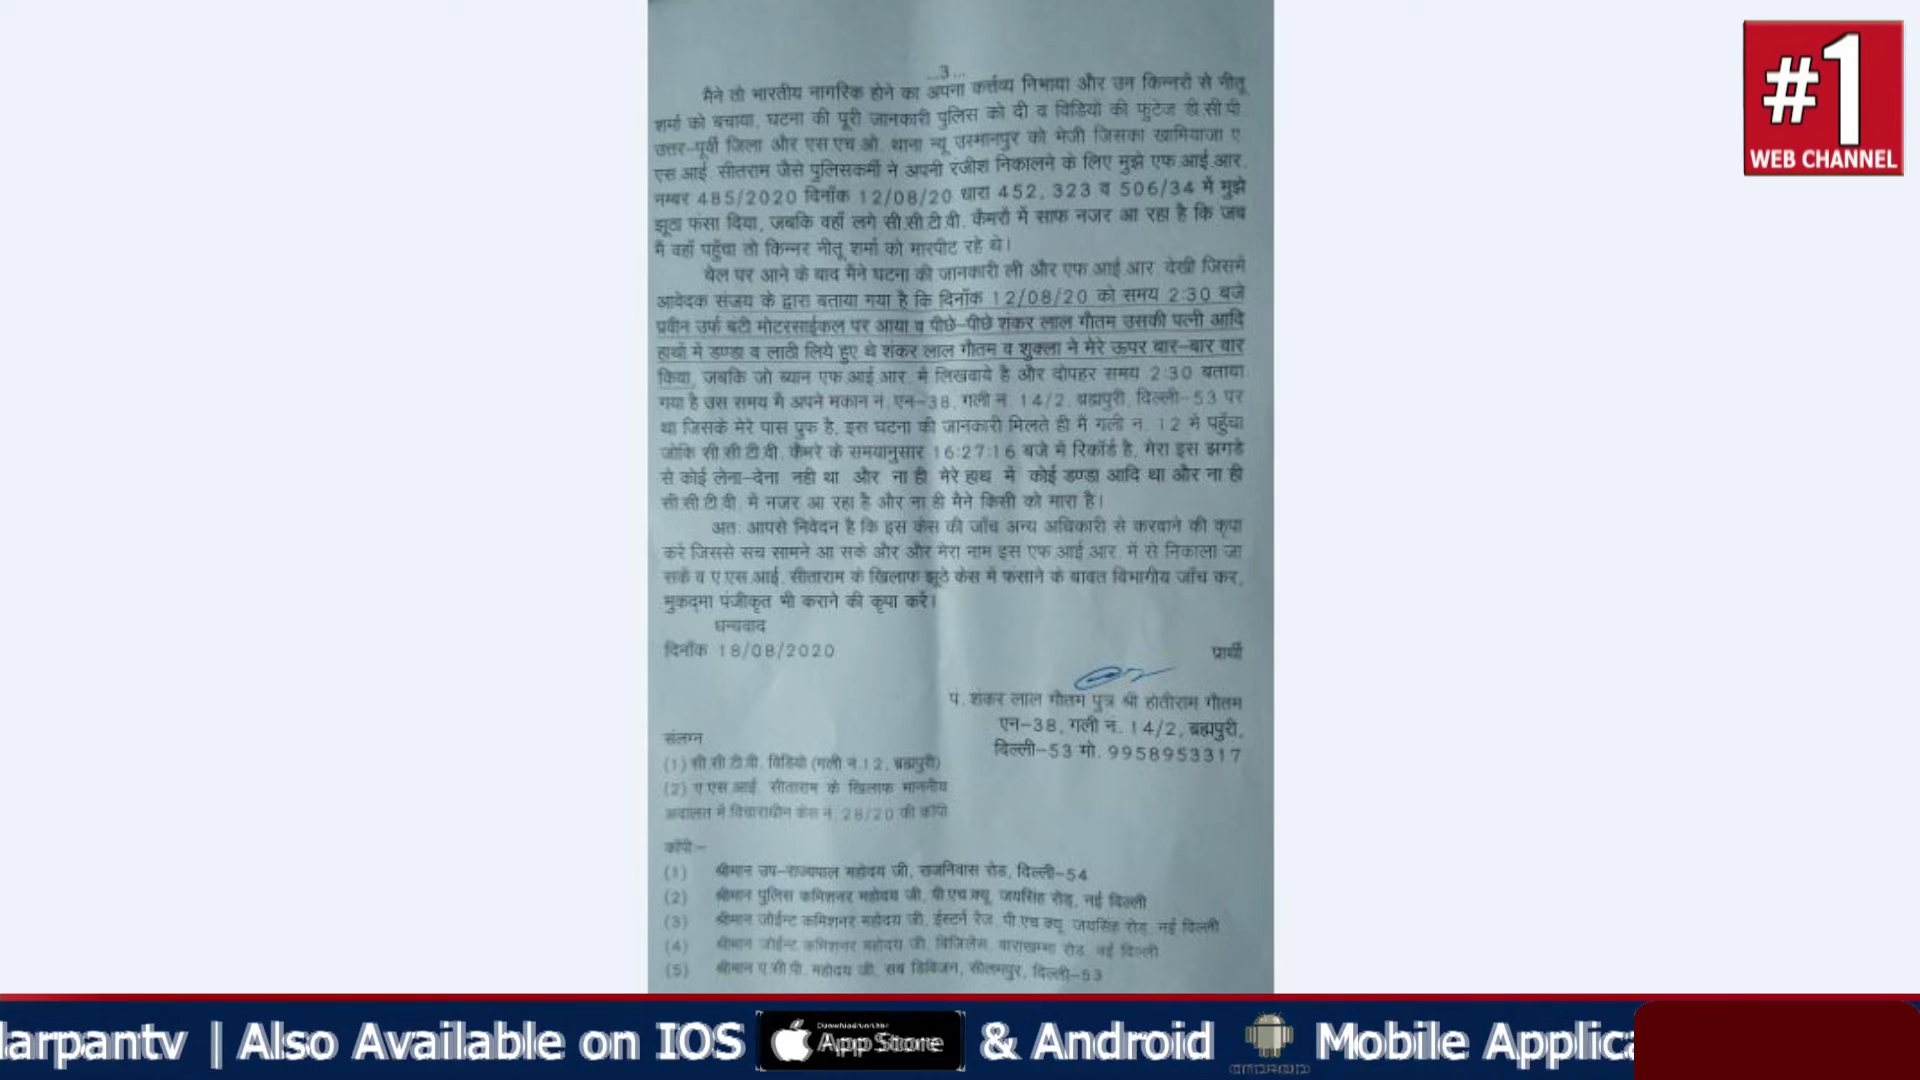 ...3...
मैने तो भारतीय नागरिक होने का अपना कर्त्तव्य निभाया और उन किन्नरों से नीतू
शर्मा को बचाया, घटना की पूरी जानकारी पुलिस को दी व विडियो की फुटेज डी.सी.पी.
उत्तर-पूर्वी जिला और एस.एच.ओ. थाना न्यू उस्मानपुर को भेजी जिसका खामियाजा ए.
एस.आई. सीतराम जैसे पुलिसकर्मी ने अपनी रंजीश निकालने के लिए मुझे एफ.आई.आर.
नम्बर 485/2020 दिनॉक 12/08/20 धारा 452, 323 व 506/34 में मुझे
झूठा फंसा दिया, जबकि वहाँ लगे सी.सी.टी.वी. कैमरों में साफ नजर आ रहा है कि जब
मैं वहाँ पहुँचा तो किन्नर नीतू शर्मा को मारपीट रहे थे।
बेल पर आने के बाद मैंने घटना की जानकारी ली और एफ.आई.आर. देखी जिसमें
आवेदक संजय के द्वारा बताया गया है कि दिनॉक 12/08/20 को समय 2:30 बजे
प्रवीन उर्फ बंटी मोटरसाईकल पर आया व पीछे-पीछे शंकर लाल गौतम उसकी पत्नी आदि
हाथों में डण्डा व लाठी लिये हुए थे शंकर लाल गौतम व शुक्ला ने मेरे ऊपर बार-बार वार
किया, जबकि जो ब्यान एफ.आई.आर. में लिखवाये है और दोपहर समय 2:30 बताया
गया है उस समय मैं अपने मकान नं. एन-38, गली नं. 14/2, ब्रह्मपुरी, दिल्ली-53 पर
था जिसके मेरे पास प्रुफ है, इस घटना की जानकारी मिलते ही मैं गली न. 12 में पहुँचा
जोकि सी.सी.टी.वी. कैमरे के समयानुसार 16:27:16 बजे में रिकॉर्ड है, मेरा इस झगडे
से कोई लेना-देना नही था और ना ही मेरे हाथ में कोई डण्डा आदि था और ना ही
सी.सी.टी.वी. में नजर आ रहा है और ना ही मैने किसी को मारा है।
अतः आपसे निवेदन है कि इस केस की जाँच अन्य अधिकारी से करवाने की कृपा
करें जिससे सच सामने आ सके और और मेरा नाम इस एफ.आई.आर. में से निकाला जा
सके व ए.एस.आई. सीताराम के खिलाफ झूठे केस में फंसाने के बाबत विभागीय जाँच कर,
मुकद्मा पंजीकृत भी कराने की कृपा करें।
धन्यवाद
दिनॉक 18/08/2020
प्रार्थी
पं. शंकर लाल गौतम पुत्र श्री होतीराम गौतम
एन-38, गली नं. 14/2, ब्रह्मपुरी,
दिल्ली-53 मो. 9958953317
संलग्न
(1) सी.सी.टी.वी. विडियो (गली नं.12, ब्रह्मपुरी)
(2) ए.एस.आई. सीताराम के खिलाफ माननीय
अदालत में विचाराधीन केस नं. 28/20 की कॉपी
कॉपी:-
(1) श्रीमान उप-राज्यपाल महोदय जी, राजनिवास रोड, दिल्ली-54
(2) श्रीमान पुलिस कमिशनर महोदय जी, पी.एच.क्यू. जयसिंह रोड़, नई दिल्ली
(3) श्रीमान जोईन्ट कमिशनर महोदय जी, ईस्टर्न रेंज, पी.एच.क्यू. जयसिंह रोड़, नई दिल्ली
(4) श्रीमान जोईन्ट कमिशनर महोदय जी, विजिलेंस, बाराखम्भा रोड, नई दिल्ली
(5) श्रीमान ए.सी.पी. महोदय जी, सब डिविजन, सीलमपुर, दिल्ली-53
#1
WEB CHANNEL
larpantv | Also Available on IOS App Store & Android ANDROID Mobile Applica